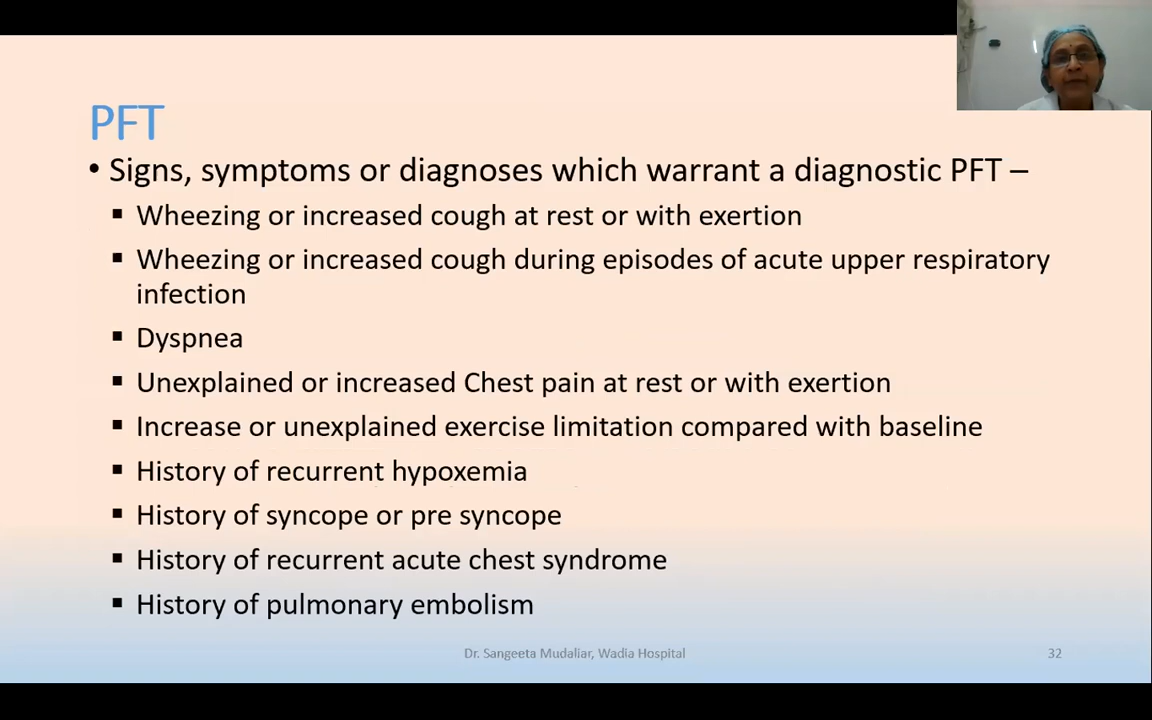 PFT
• Signs, symptoms or diagnoses which warrant a diagnostic PFT –
▪ Wheezing or increased cough at rest or with exertion
▪ Wheezing or increased cough during episodes of acute upper respiratory
infection
▪ Dyspnea
▪ Unexplained or increased Chest pain at rest or with exertion
▪ Increase or unexplained exercise limitation compared with baseline
▪ History of recurrent hypoxemia
▪ History of syncope or pre syncope
▪ History of recurrent acute chest syndrome
▪ History of pulmonary embolism
Dr. Sangeeta Mudaliar, Wadia Hospital
32